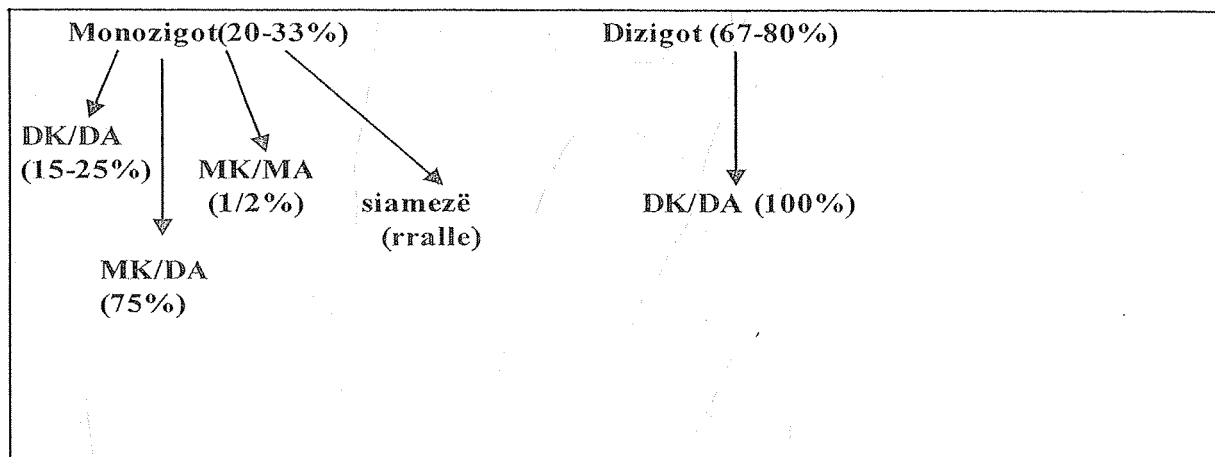 Monozigot(20-33%)
Dizigot (67-80%)
DK/DA
(15-25%)
MK/MA
(1/2%)
siamezë
(rralle)
DK/DA (100%)
MK/DA
(75%)